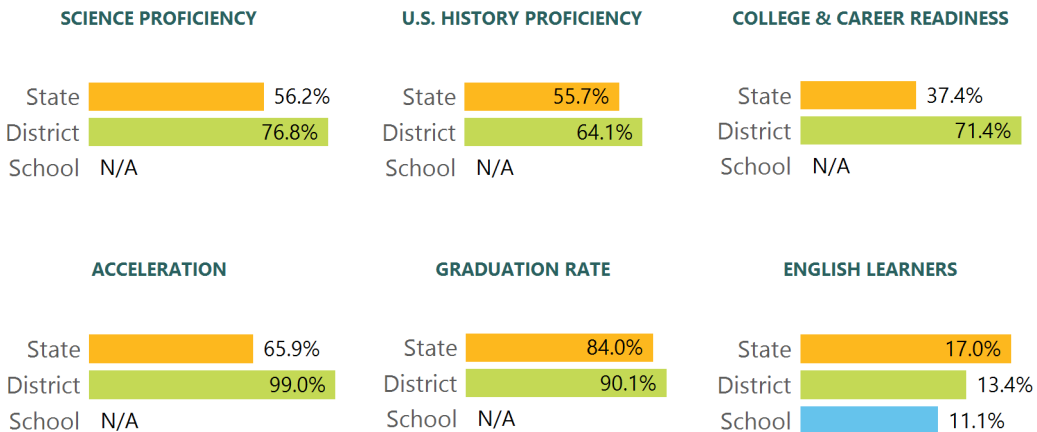 SCIENCE PROFICIENCY
State 56.2%
District 76.8%
School N/A
U.S. HISTORY PROFICIENCY
State 55.7%
District 64.1%
School N/A
COLLEGE & CAREER READINESS
State 37.4%
District 71.4%
School N/A
ACCELERATION
State 65.9%
District 99.0%
School N/A
GRADUATION RATE
State 84.0%
District 90.1%
School N/A
ENGLISH LEARNERS
State 17.0%
District 13.4%
School 11.1%